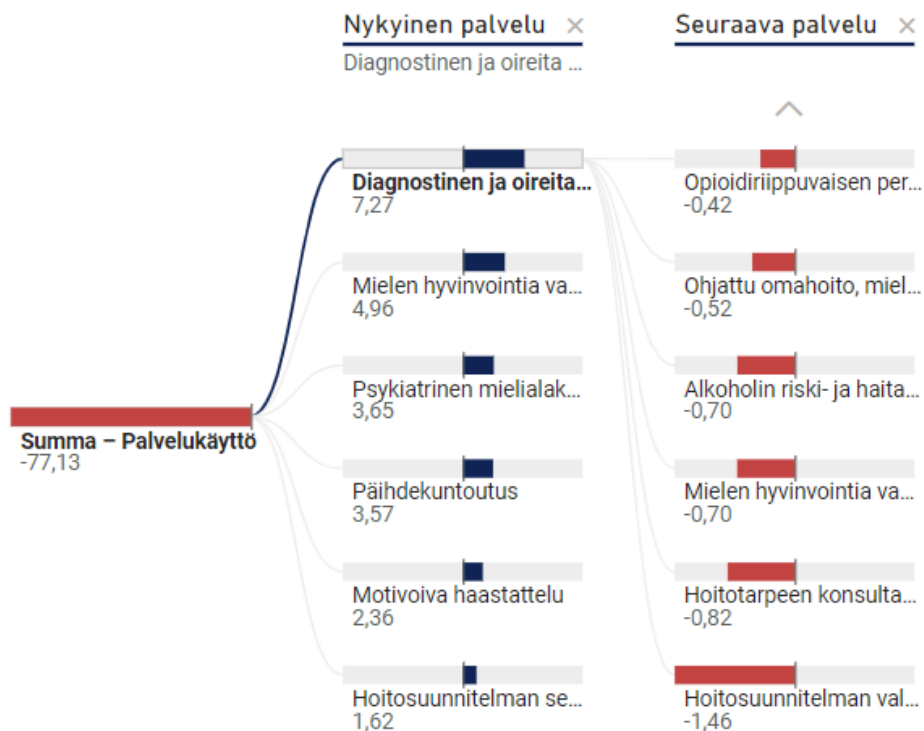 Nykyinen palvelu ×
Diagnostinen ja oireita ...
Seuraava palvelu ×
Summa – Palvelukäyttö
-77,13
Diagnostinen ja oireita...
7,27
Mielen hyvinvointia va...
4,96
Psykiatrinen mielialak...
3,65
Päihdekuntoutus
3,57
Motivoiva haastattelu
2,36
Hoitosuunnitelman se...
1,62
Opioidiriippuvaisen per...
-0,42
Ohjattu omahoito, miel...
-0,52
Alkoholin riski- ja haita...
-0,70
Mielen hyvinvointia va...
-0,70
Hoitotarpeen konsulta...
-0,82
Hoitosuunnitelman val...
-1,46